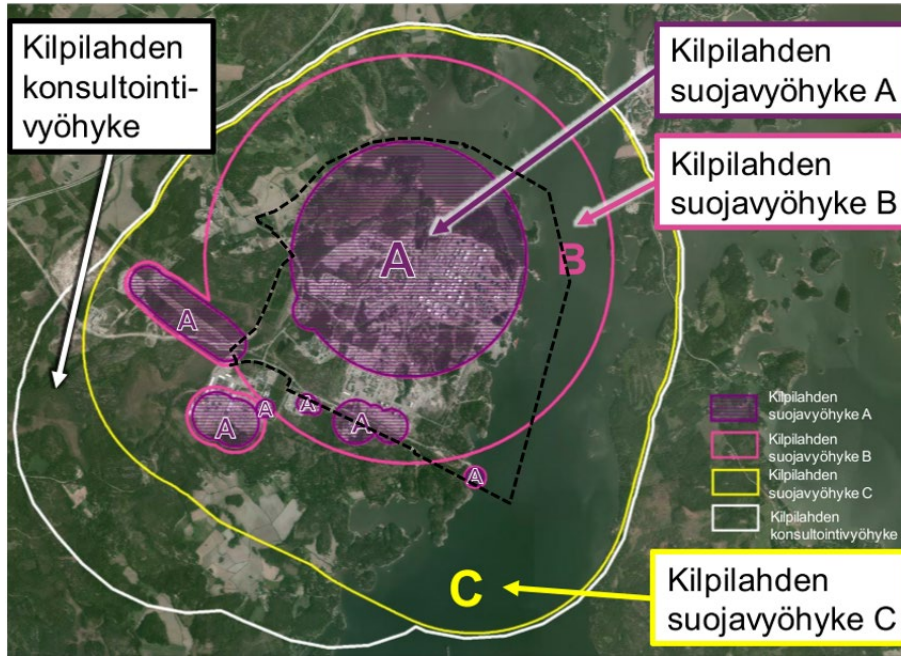 Kilpilahden
konsultointi-
vyöhyke
Kilpilahden
suojavyöhyke A
Kilpilahden
suojavyöhyke B
A
B
A
A
A
A
A
A
C
Kilpilahden
suojavyöhyke A
Kilpilahden
suojavyöhyke B
Kilpilahden
suojavyöhyke C
Kilpilahden
konsultointivyöhyke
Kilpilahden
suojavyöhyke C